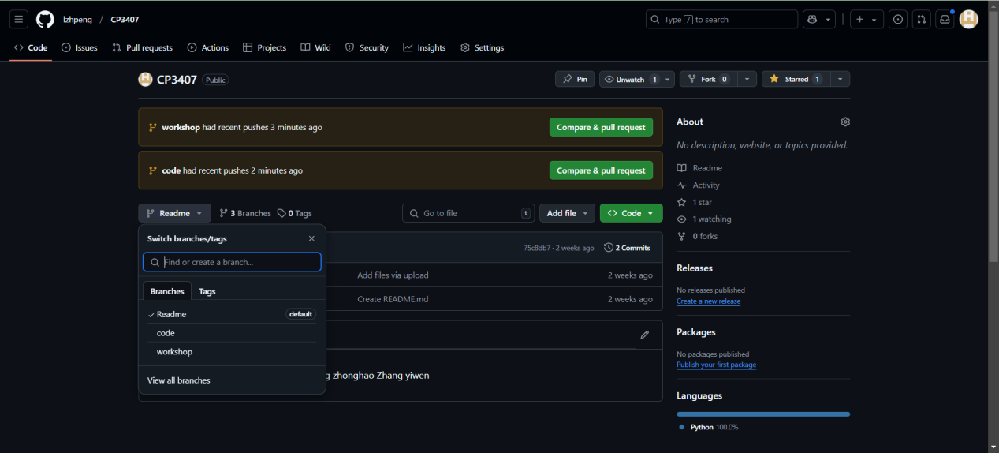 lzhpeng / CP3407
Type / to search
Code Issues Pull requests Actions Projects Wiki Security Insights Settings
CP3407 Public
Pin Unwatch 1 Fork 0 Starred 1
workshop had recent pushes 3 minutes ago
Compare & pull request
code had recent pushes 2 minutes ago
Compare & pull request
Readme 3 Branches 0 Tags
Go to file t Add file Code
Switch branches/tags
Find or create a branch...
Branches Tags
Readme default
code
workshop
View all branches
75c8db7 · 2 weeks ago 2 Commits
Add files via upload 2 weeks ago
Create README.md 2 weeks ago
zhonghao Zhang yiwen
About
No description, website, or topics provided.
Readme
Activity
1 star
1 watching
0 forks
Releases
No releases published
Create a new release
Packages
No packages published
Publish your first package
Languages
Python 100.0%